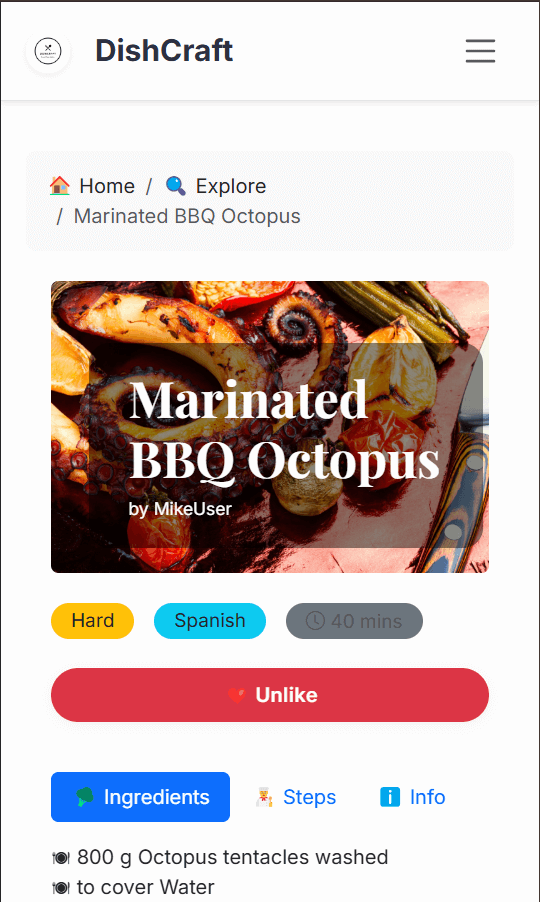 DishCraft
🏠 Home / 🔍 Explore
/ Marinated BBQ Octopus
Marinated
BBQ Octopus
by MikeUser
Hard Spanish 40 mins
Unlike
Ingredients Steps Info
800 g Octopus tentacles washed
to cover Water